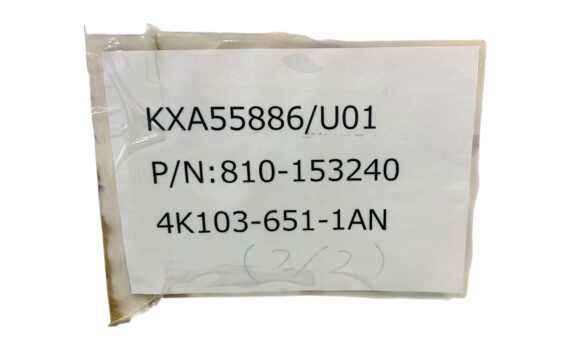 KXA55886/U01
P/N:810-153240
4K103-651-1AN
(2/2)